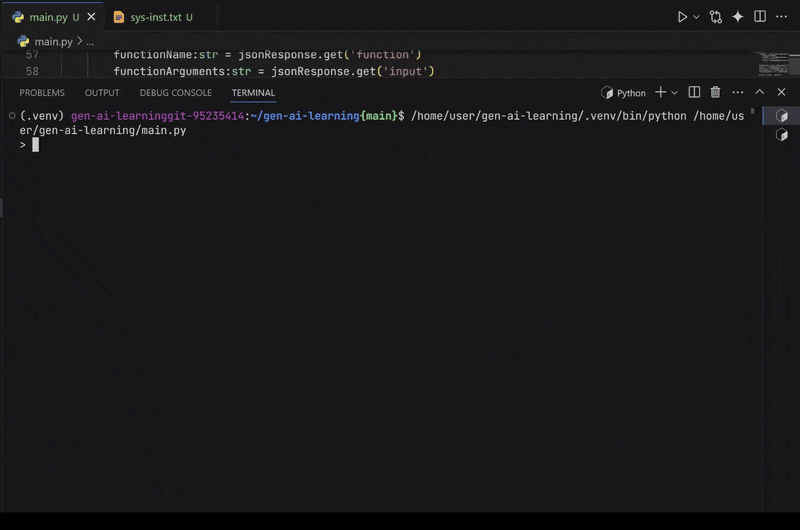 main.py U
sys-inst.txt U
main.py > ...
57 functionName:str = jsonResponse.get('function')
58 functionArguments:str = jsonResponse.get('input')
PROBLEMS OUTPUT DEBUG CONSOLE TERMINAL Python
(.venv) gen-ai-learninggit-95235414:~/gen-ai-learning{main}$ /home/user/gen-ai-learning/.venv/bin/python /home/us
er/gen-ai-learning/main.py
>